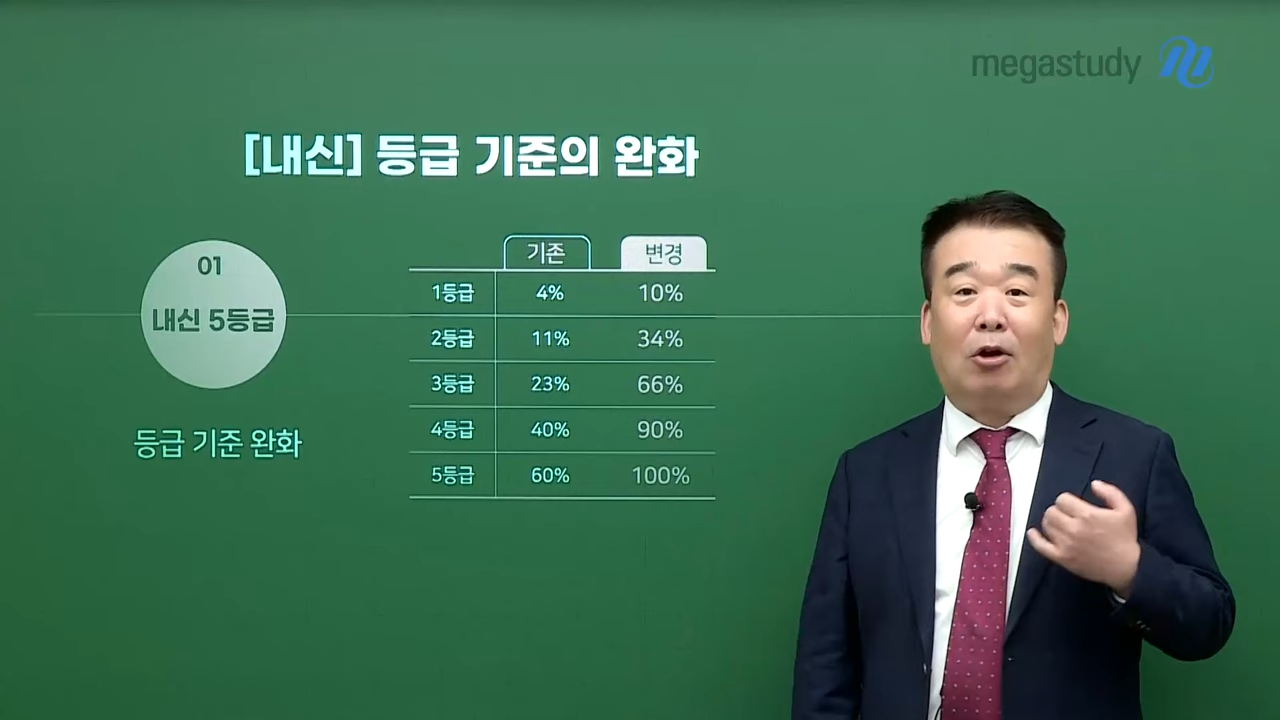 megastudy
[내신] 등급 기준의 완화
01
내신 5등급
등급 기준 완화
기존 변경
1등급 4% 10%
2등급 11% 34%
3등급 23% 66%
4등급 40% 90%
5등급 60% 100%